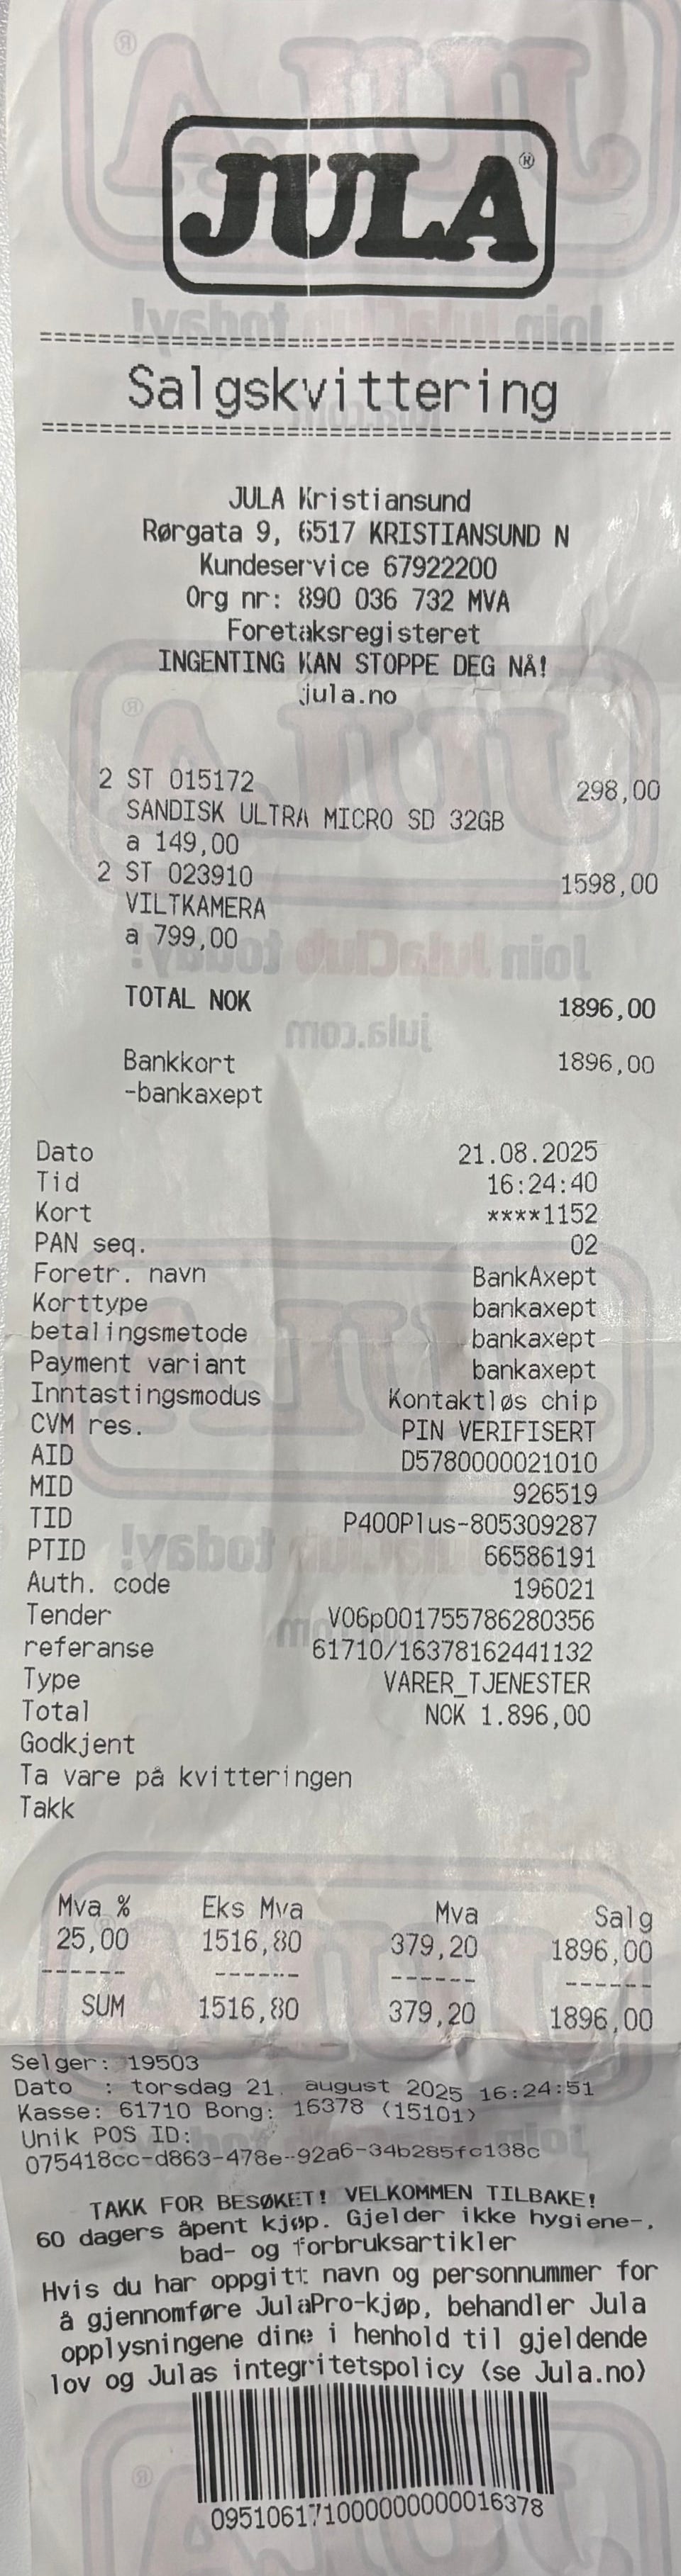 JULA®
Salgskvittering
JULA Kristiansund
Rørgata 9, 6517 KRISTIANSUND N
Kundeservice 67922200
Org nr: 890 036 732 MVA
Foretaksregisteret
INGENTING KAN STOPPE DEG NÅ!
jula.no
2 ST 015172 298,00
SANDISK ULTRA MICRO SD 32GB
a 149,00
2 ST 023910 1598,00
VILTKAMERA
a 799,00
TOTAL NOK 1896,00
Bankkort 1896,00
-bankaxept
Dato 21.08.2025
Tid 16:24:40
Kort ****1152
PAN seq. 02
Foretr. navn BankAxept
Korttype bankaxept
betalingsmetode bankaxept
Payment variant bankaxept
Inntastingsmodus Kontaktløs chip
CVM res. PIN VERIFISERT
AID D5780000021010
MID 926519
TID P400Plus-805309287
PTID 66586191
Auth. code 196021
Tender V06p001755786280356
referanse 61710/16378162441132
Type VARER_TJENESTER
Total NOK 1.896,00
Godkjent
Ta vare på kvitteringen
Takk
Mva % Eks Mva Mva Salg
25,00 1516,80 379,20 1896,00
------ ------- ------ ------
SUM 1516,80 379,20 1896,00
Selger: 19503
Dato : torsdag 21. august 2025 16:24:51
Kasse: 61710 Bong: 16378 (15101)
Unik POS ID:
075418cc-d863-478e-92a6-34b285fc138c
TAKK FOR BESØKET! VELKOMMEN TILBAKE!
60 dagers åpent kjøp. Gjelder ikke hygiene-,
bad- og forbruksartikler
Hvis du har oppgitt navn og personnummer for
å gjennomføre JulaPro-kjøp, behandler Jula
opplysningene dine i henhold til gjeldende
lov og Julas integritetspolicy (se Jula.no)
0951061710000000000016378